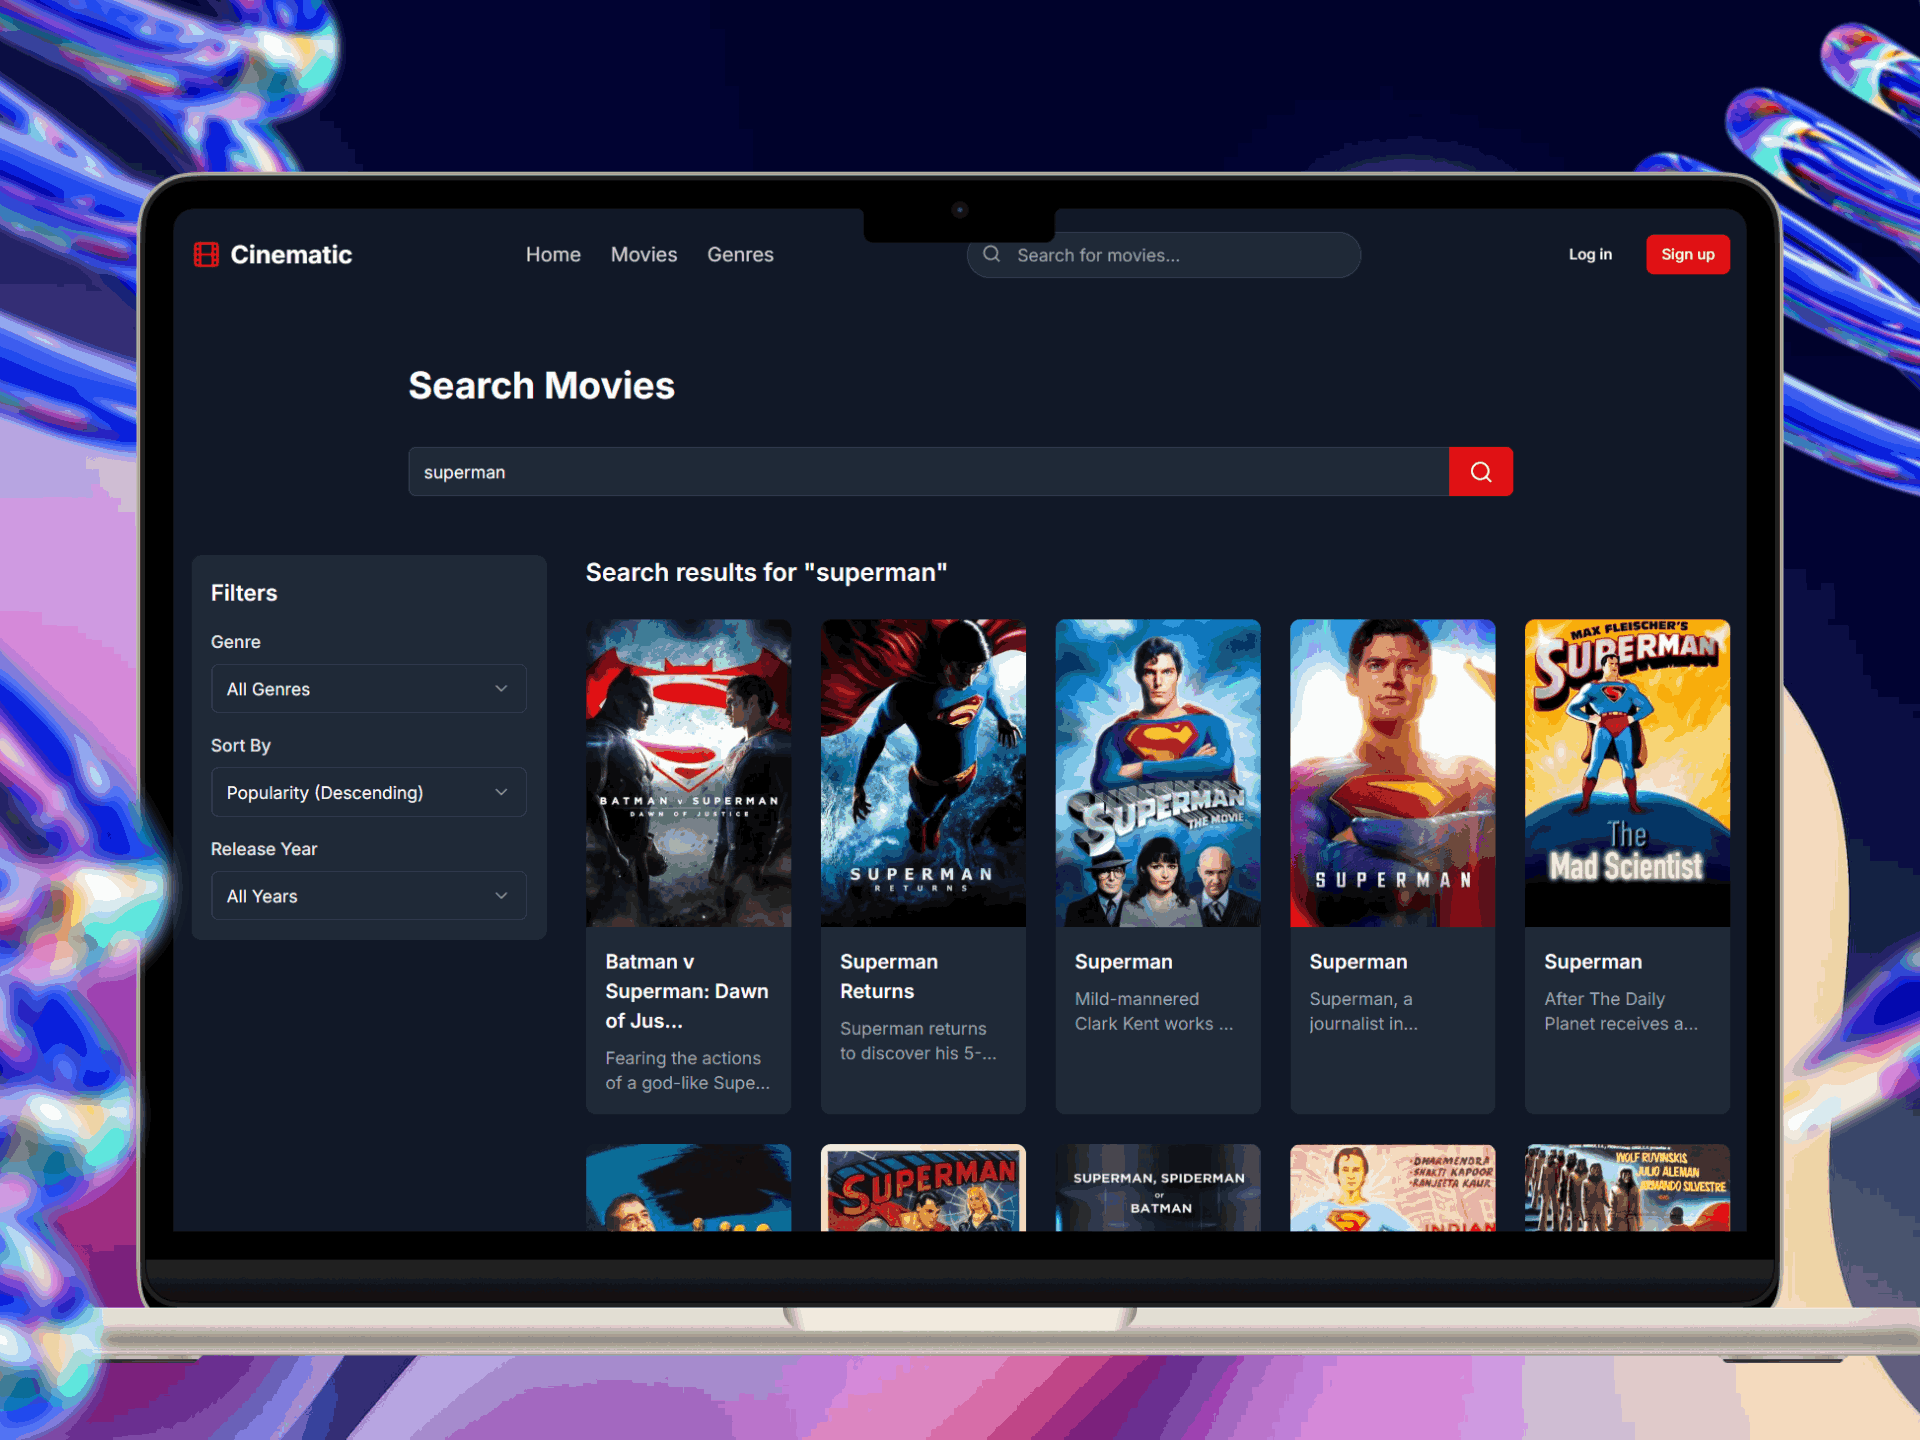 Cinematic
Home Movies Genres
Search for movies...
Log in
Sign up
Search Movies
superman
Filters
Genre
All Genres
Sort By
Popularity (Descending)
Release Year
All Years
Search results for "superman"
BATMAN v SUPERMAN
DAWN OF JUSTICE
Batman v
Superman: Dawn
of Jus...
Fearing the actions
of a god-like Supe...
SUPERMAN
RETURNS
Superman
Returns
Superman returns
to discover his 5-...
SUPERMAN
THE MOVIE
Superman
Mild-mannered
Clark Kent works ...
SUPERMAN
Superman
Superman, a
journalist in...
MAX FLEISCHER'S
SUPERMAN
The
Mad Scientist
Superman
After The Daily
Planet receives a...
SUPERMAN
SUPERMAN, SPIDERMAN
or
BATMAN
DHARMENDRA
SHAKTI KAPOOR
RANJEETA KAUR
INDIAN
WOLF RUVINSKIS
JULIO ALEMAN
ARMANDO SILVESTRE